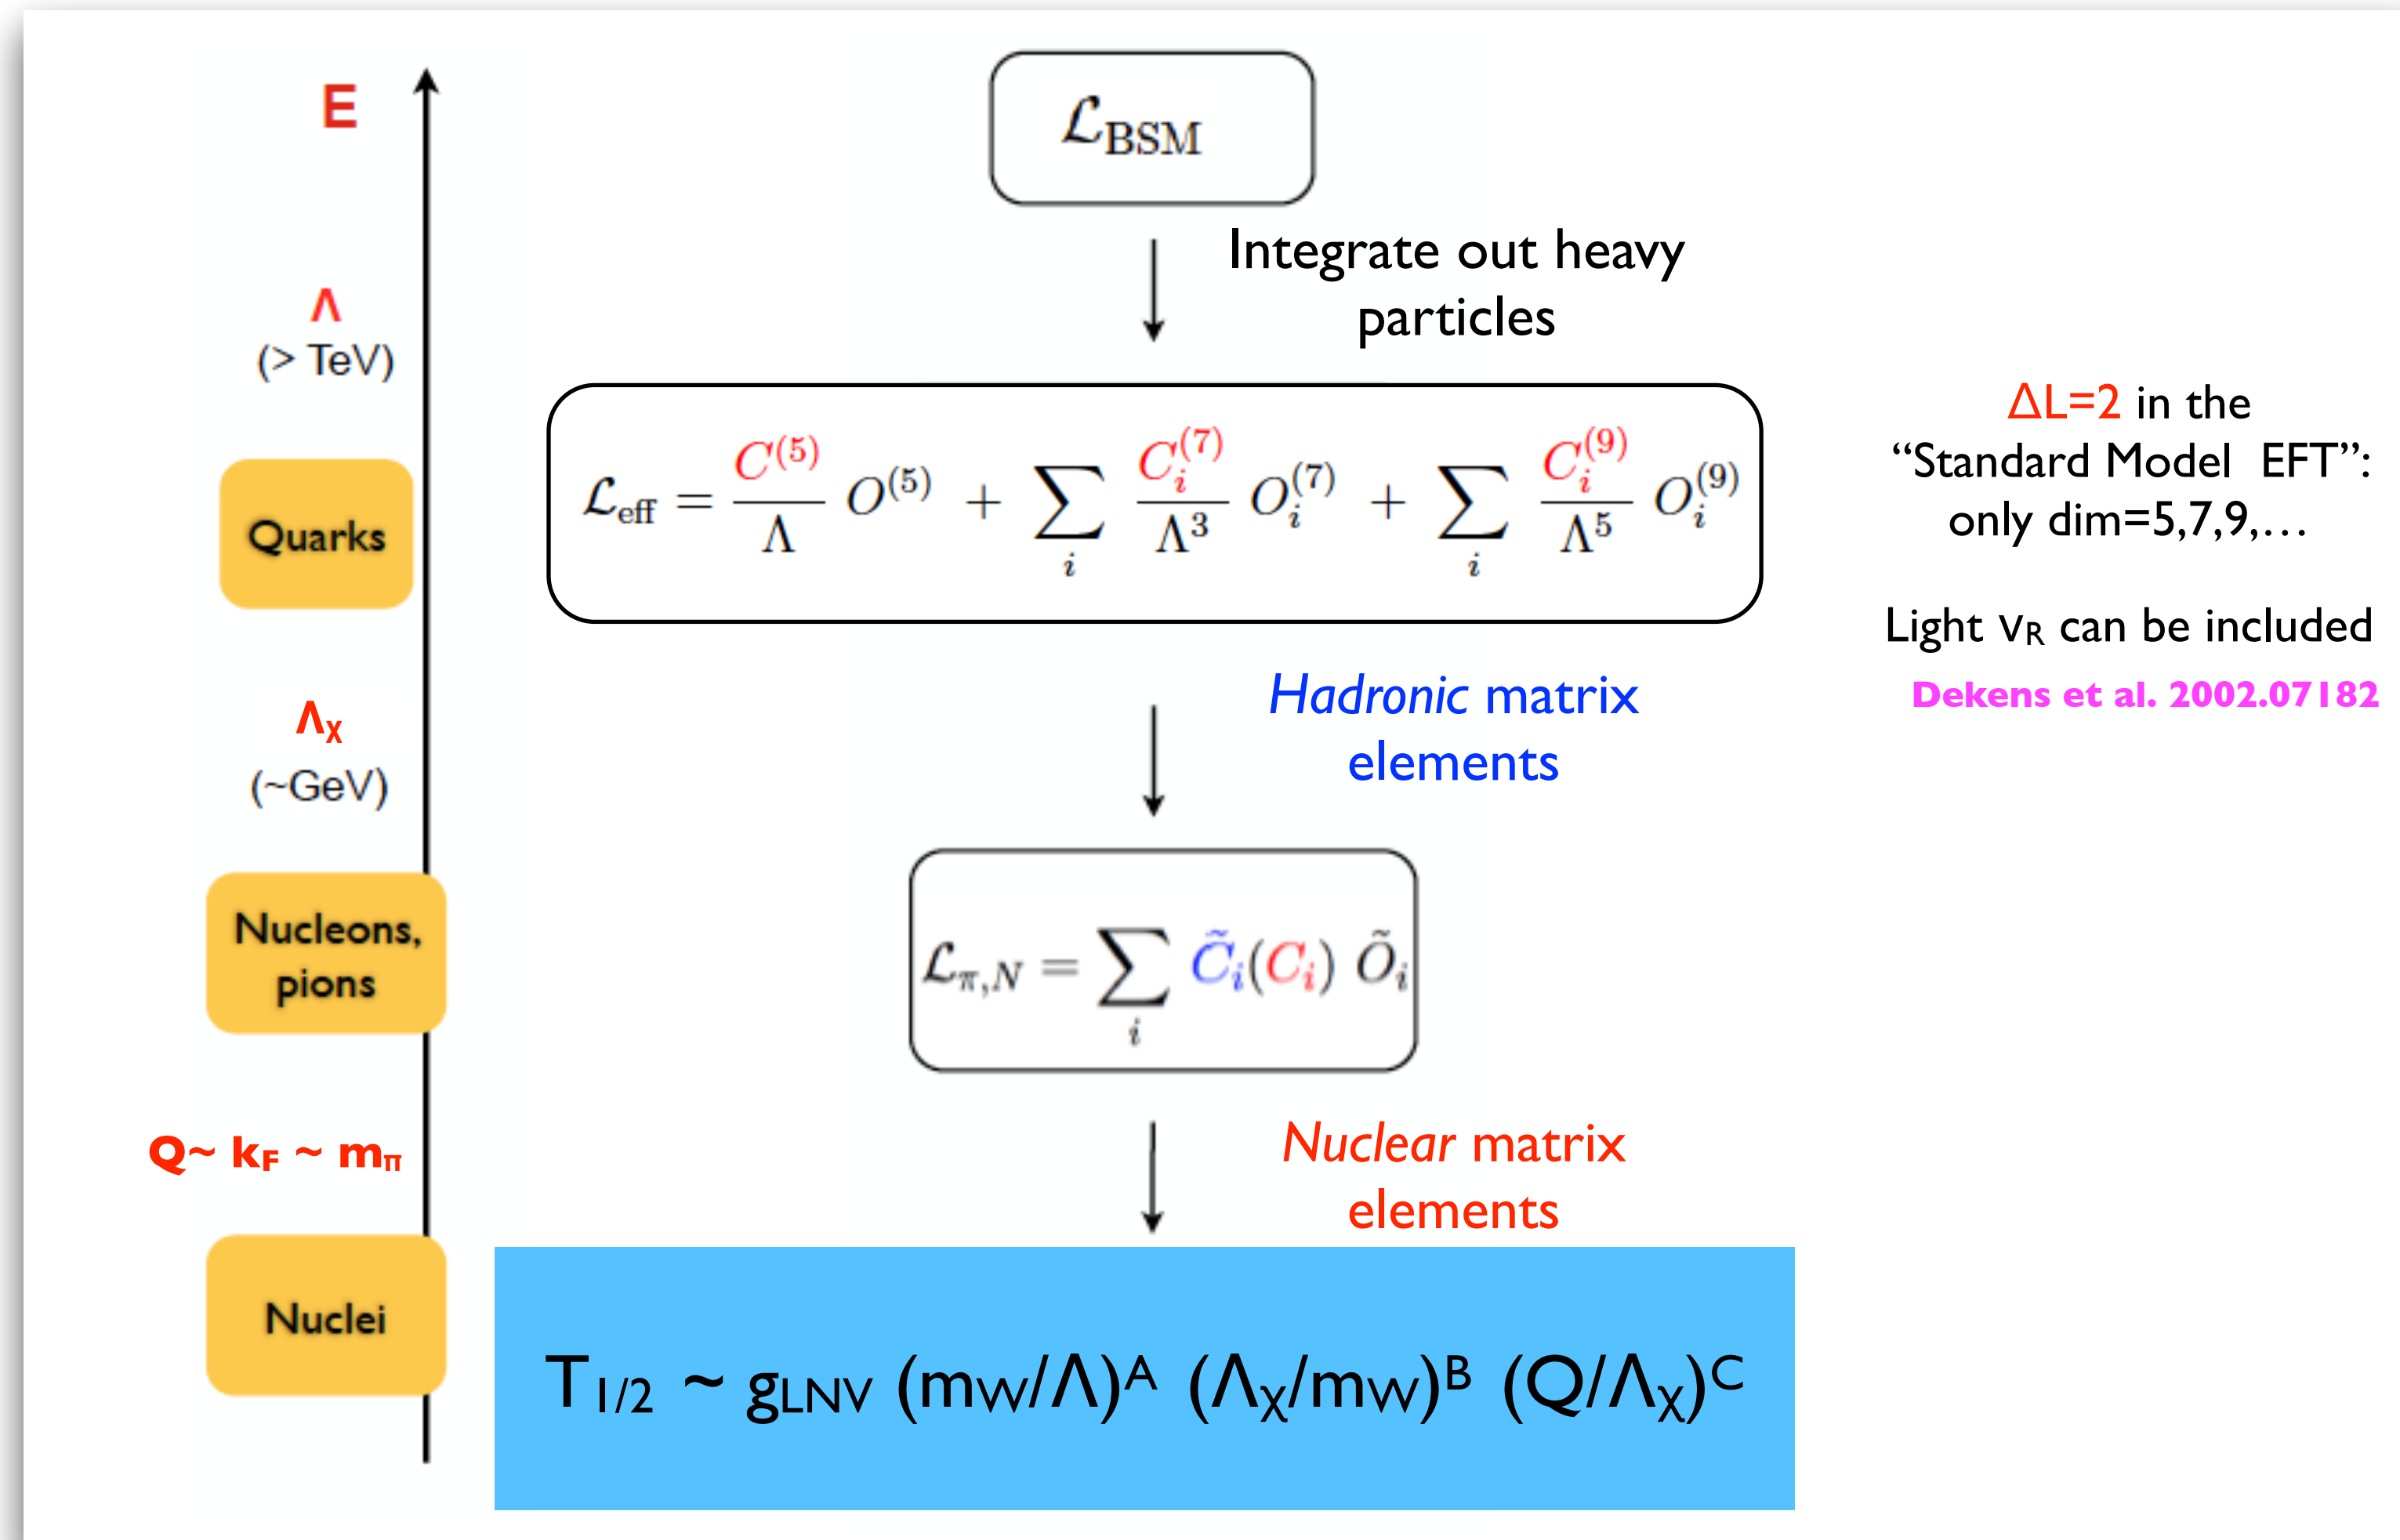 E
ℒ_BSM
Integrate out heavy
particles
Λ
(> TeV)
Quarks
ℒ_eff = C^(5)/Λ O^(5) + ∑_i C_i^(7)/Λ^3 O_i^(7) + ∑_i C_i^(9)/Λ^5 O_i^(9)
ΔL=2 in the
“Standard Model EFT”:
only dim=5,7,9,…
Light ν_R can be included
Dekens et al. 2002.07182
Λ_χ
(~GeV)
Hadronic matrix
elements
Nucleons,
pions
ℒ_π,N = ∑_i C̃_i(C_i) Õ_i
Q~ k_F ~ m_π
Nuclear matrix
elements
Nuclei
T_1/2 ~ g_LNV (m_W/Λ)^A (Λ_χ/m_W)^B (Q/Λ_χ)^C